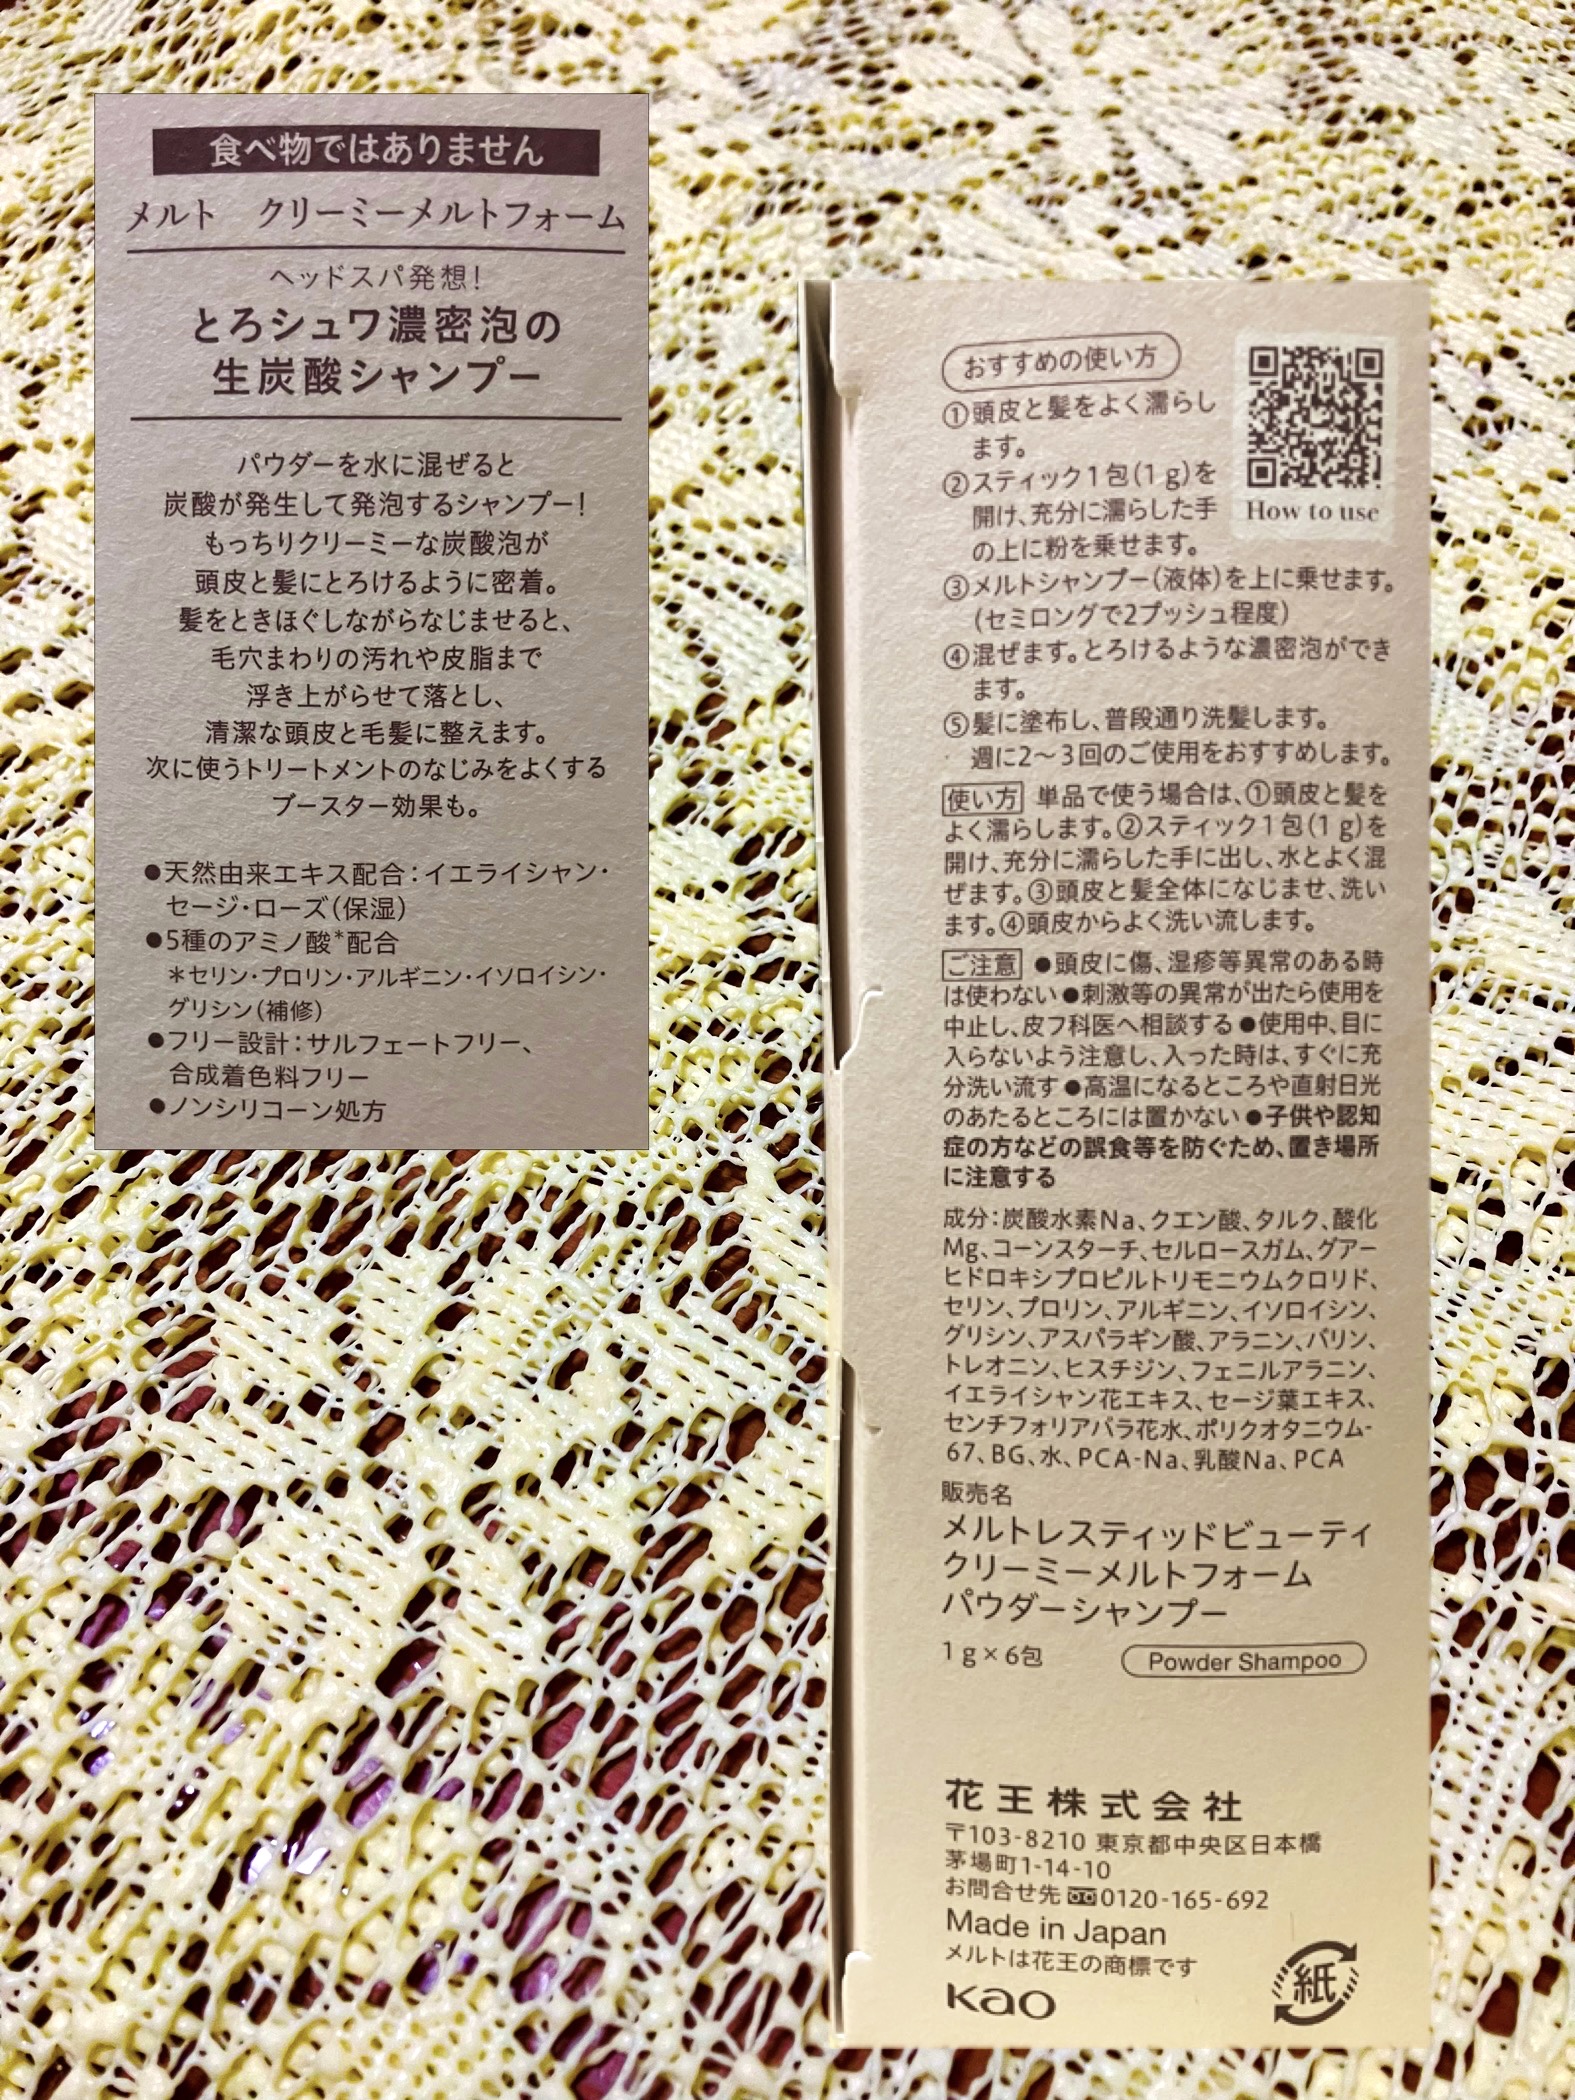 食べ物ではありません
メルト　クリーミーメルトフォーム
ヘッドスパ発想！
とろシュワ濃密泡の
生炭酸シャンプー
パウダーを水に混ぜると
炭酸が発生して発泡するシャンプー！
もっちりクリーミーな炭酸泡が
頭皮と髪にとろけるように密着。
髪をときほぐしながらなじませると、
毛穴まわりの汚れや皮脂まで
浮き上がらせて落とし、
清潔な頭皮と毛髪に整えます。
次に使うトリートメントのなじみをよくする
ブースター効果も。
●天然由来エキス配合：イエライシャン・
セージ・ローズ（保湿）
●5種のアミノ酸*配合
＊セリン・プロリン・アルギニン・イソロイシン・
グリシン（補修）
●フリー設計：サルフェートフリー、
合成着色料フリー
●ノンシリコーン処方
おすすめの使い方
①頭皮と髪をよく濡らし
ます。
②スティック1包(1g)を
開け、充分に濡らした手
の上に粉を乗せます。
How to use
③メルトシャンプー（液体）を上に乗せます。
（セミロングで2プッシュ程度）
④混ぜます。とろけるような濃密泡ができ
ます。
⑤髪に塗布し、普段通り洗髪します。
週に2〜3回のご使用をおすすめします。
使い方 単品で使う場合は、①頭皮と髪を
よく濡らします。②スティック1包(1g)を
開け、充分に濡らした手に出し、水とよく混
ぜます。③頭皮と髪全体になじませ、洗い
ます。④頭皮からよく洗い流します。
ご注意 ●頭皮に傷、湿疹等異常のある時
は使わない●刺激等の異常が出たら使用を
中止し、皮フ科医へ相談する●使用中、目に
入らないよう注意し、入った時は、すぐに充
分洗い流す●高温になるところや直射日光
のあたるところには置かない●子供や認知
症の方などの誤食等を防ぐため、置き場所
に注意する
成分：炭酸水素Na、クエン酸、タルク、酸化
Mg、コーンスターチ、セルロースガム、グアー
ヒドロキシプロピルトリモニウムクロリド、
セリン、プロリン、アルギニン、イソロイシン、
グリシン、アスパラギン酸、アラニン、バリン、
トレオニン、ヒスチジン、フェニルアラニン、
イエライシャン花エキス、セージ葉エキス、
センチフォリアバラ花水、ポリクオタニウム-
67、BG、水、PCA-Na、乳酸Na、PCA
販売名
メルトレスティッドビューティ
クリーミーメルトフォーム
パウダーシャンプー
1g×6包 Powder Shampoo
花王株式会社
〒103-8210 東京都中央区日本橋
茅場町1-14-10
お問合せ先 0120-165-692
Made in Japan
メルトは花王の商標です
Kao
紙